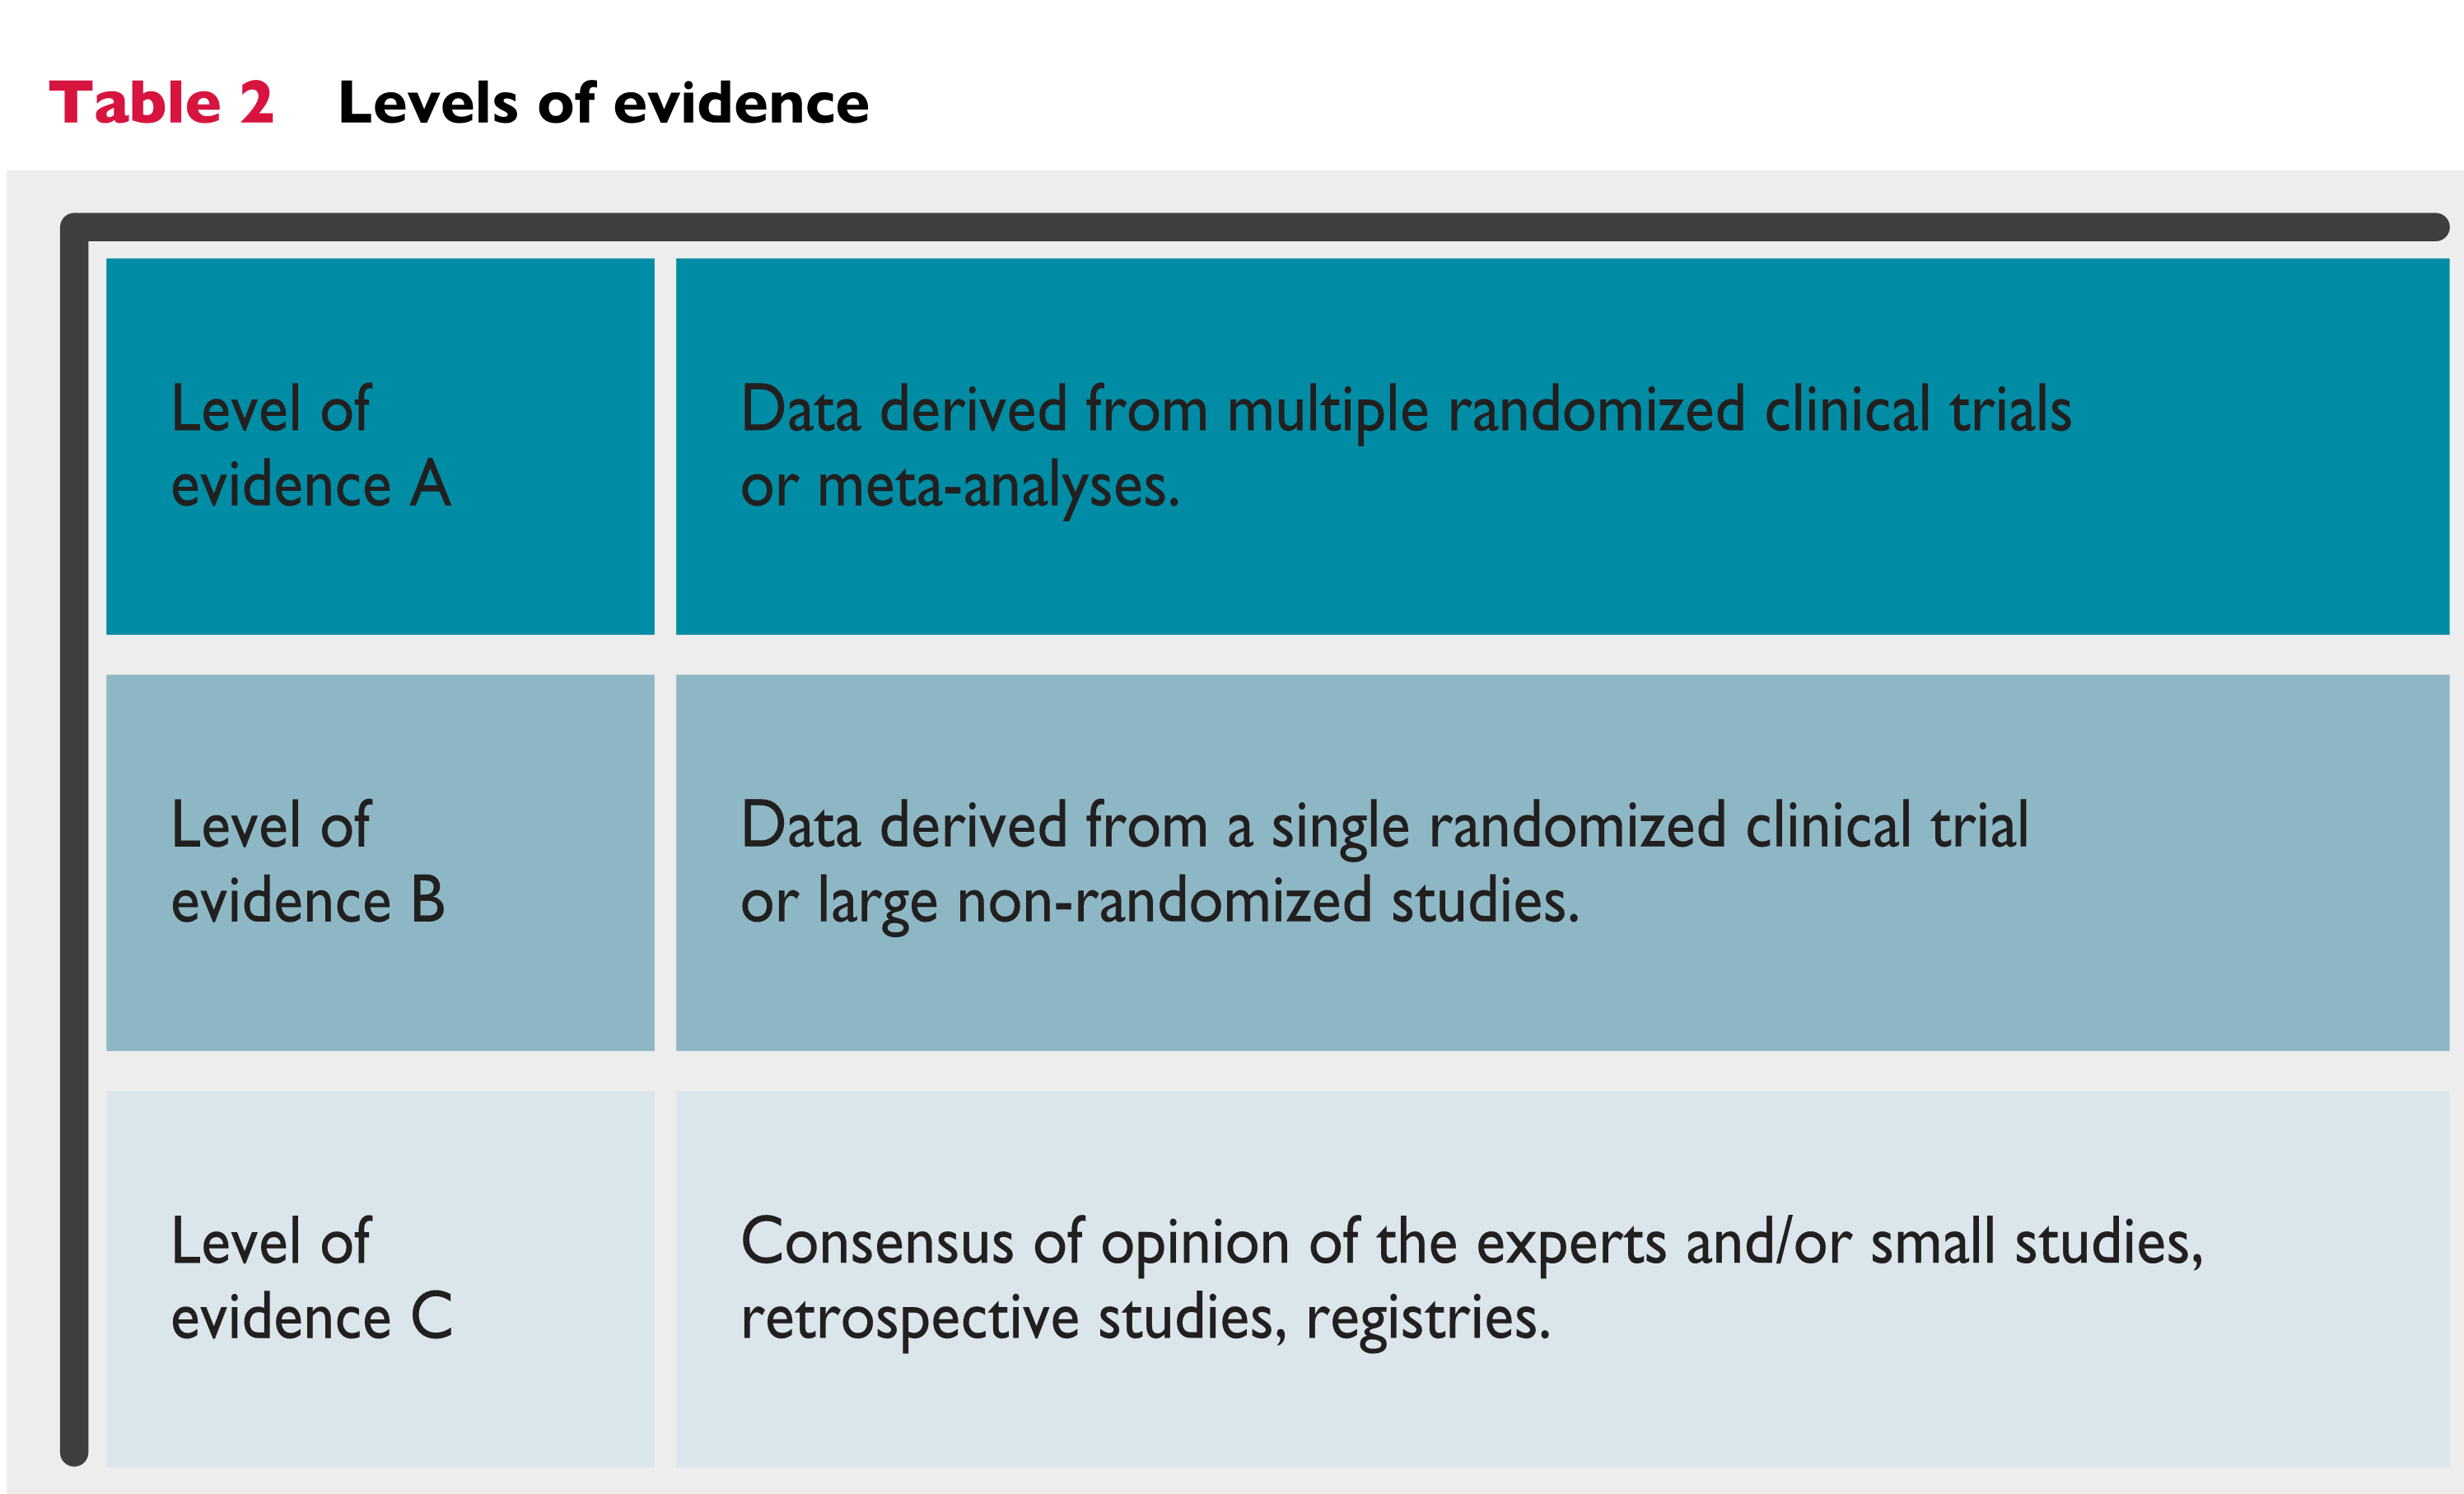 Table 2 Levels of evidence
Level of
evidence A
Data derived from multiple randomized clinical trials
or meta-analyses.
Level of
evidence B
Data derived from a single randomized clinical trial
or large non-randomized studies.
Level of
evidence C
Consensus of opinion of the experts and/or small studies,
retrospective studies, registries.